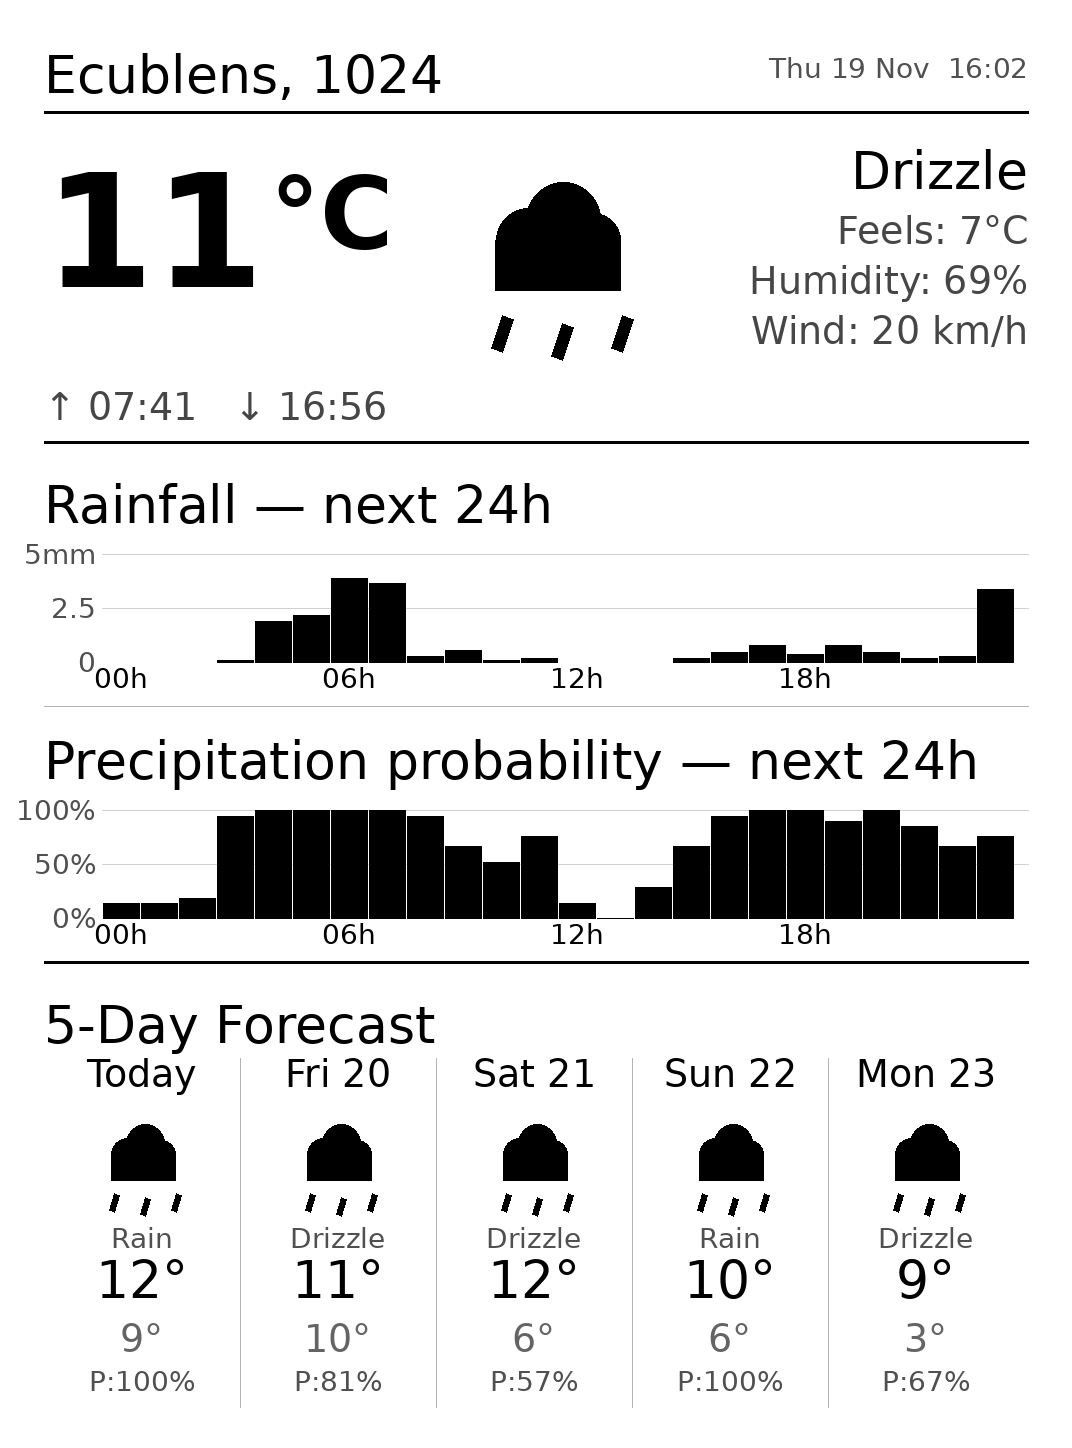 Ecublens, 1024
Thu 19 Nov  16:02
11°C
Drizzle
Feels: 7°C
Humidity: 69%
Wind: 20 km/h
↑ 07:41   ↓ 16:56
Rainfall — next 24h
5mm
2.5
0
00h 06h 12h 18h
Precipitation probability — next 24h
100%
50%
0%
00h 06h 12h 18h
5-Day Forecast
Today Fri 20 Sat 21 Sun 22 Mon 23
Rain Drizzle Drizzle Rain Drizzle
12° 11° 12° 10° 9°
9° 10° 6° 6° 3°
P:100% P:81% P:57% P:100% P:67%